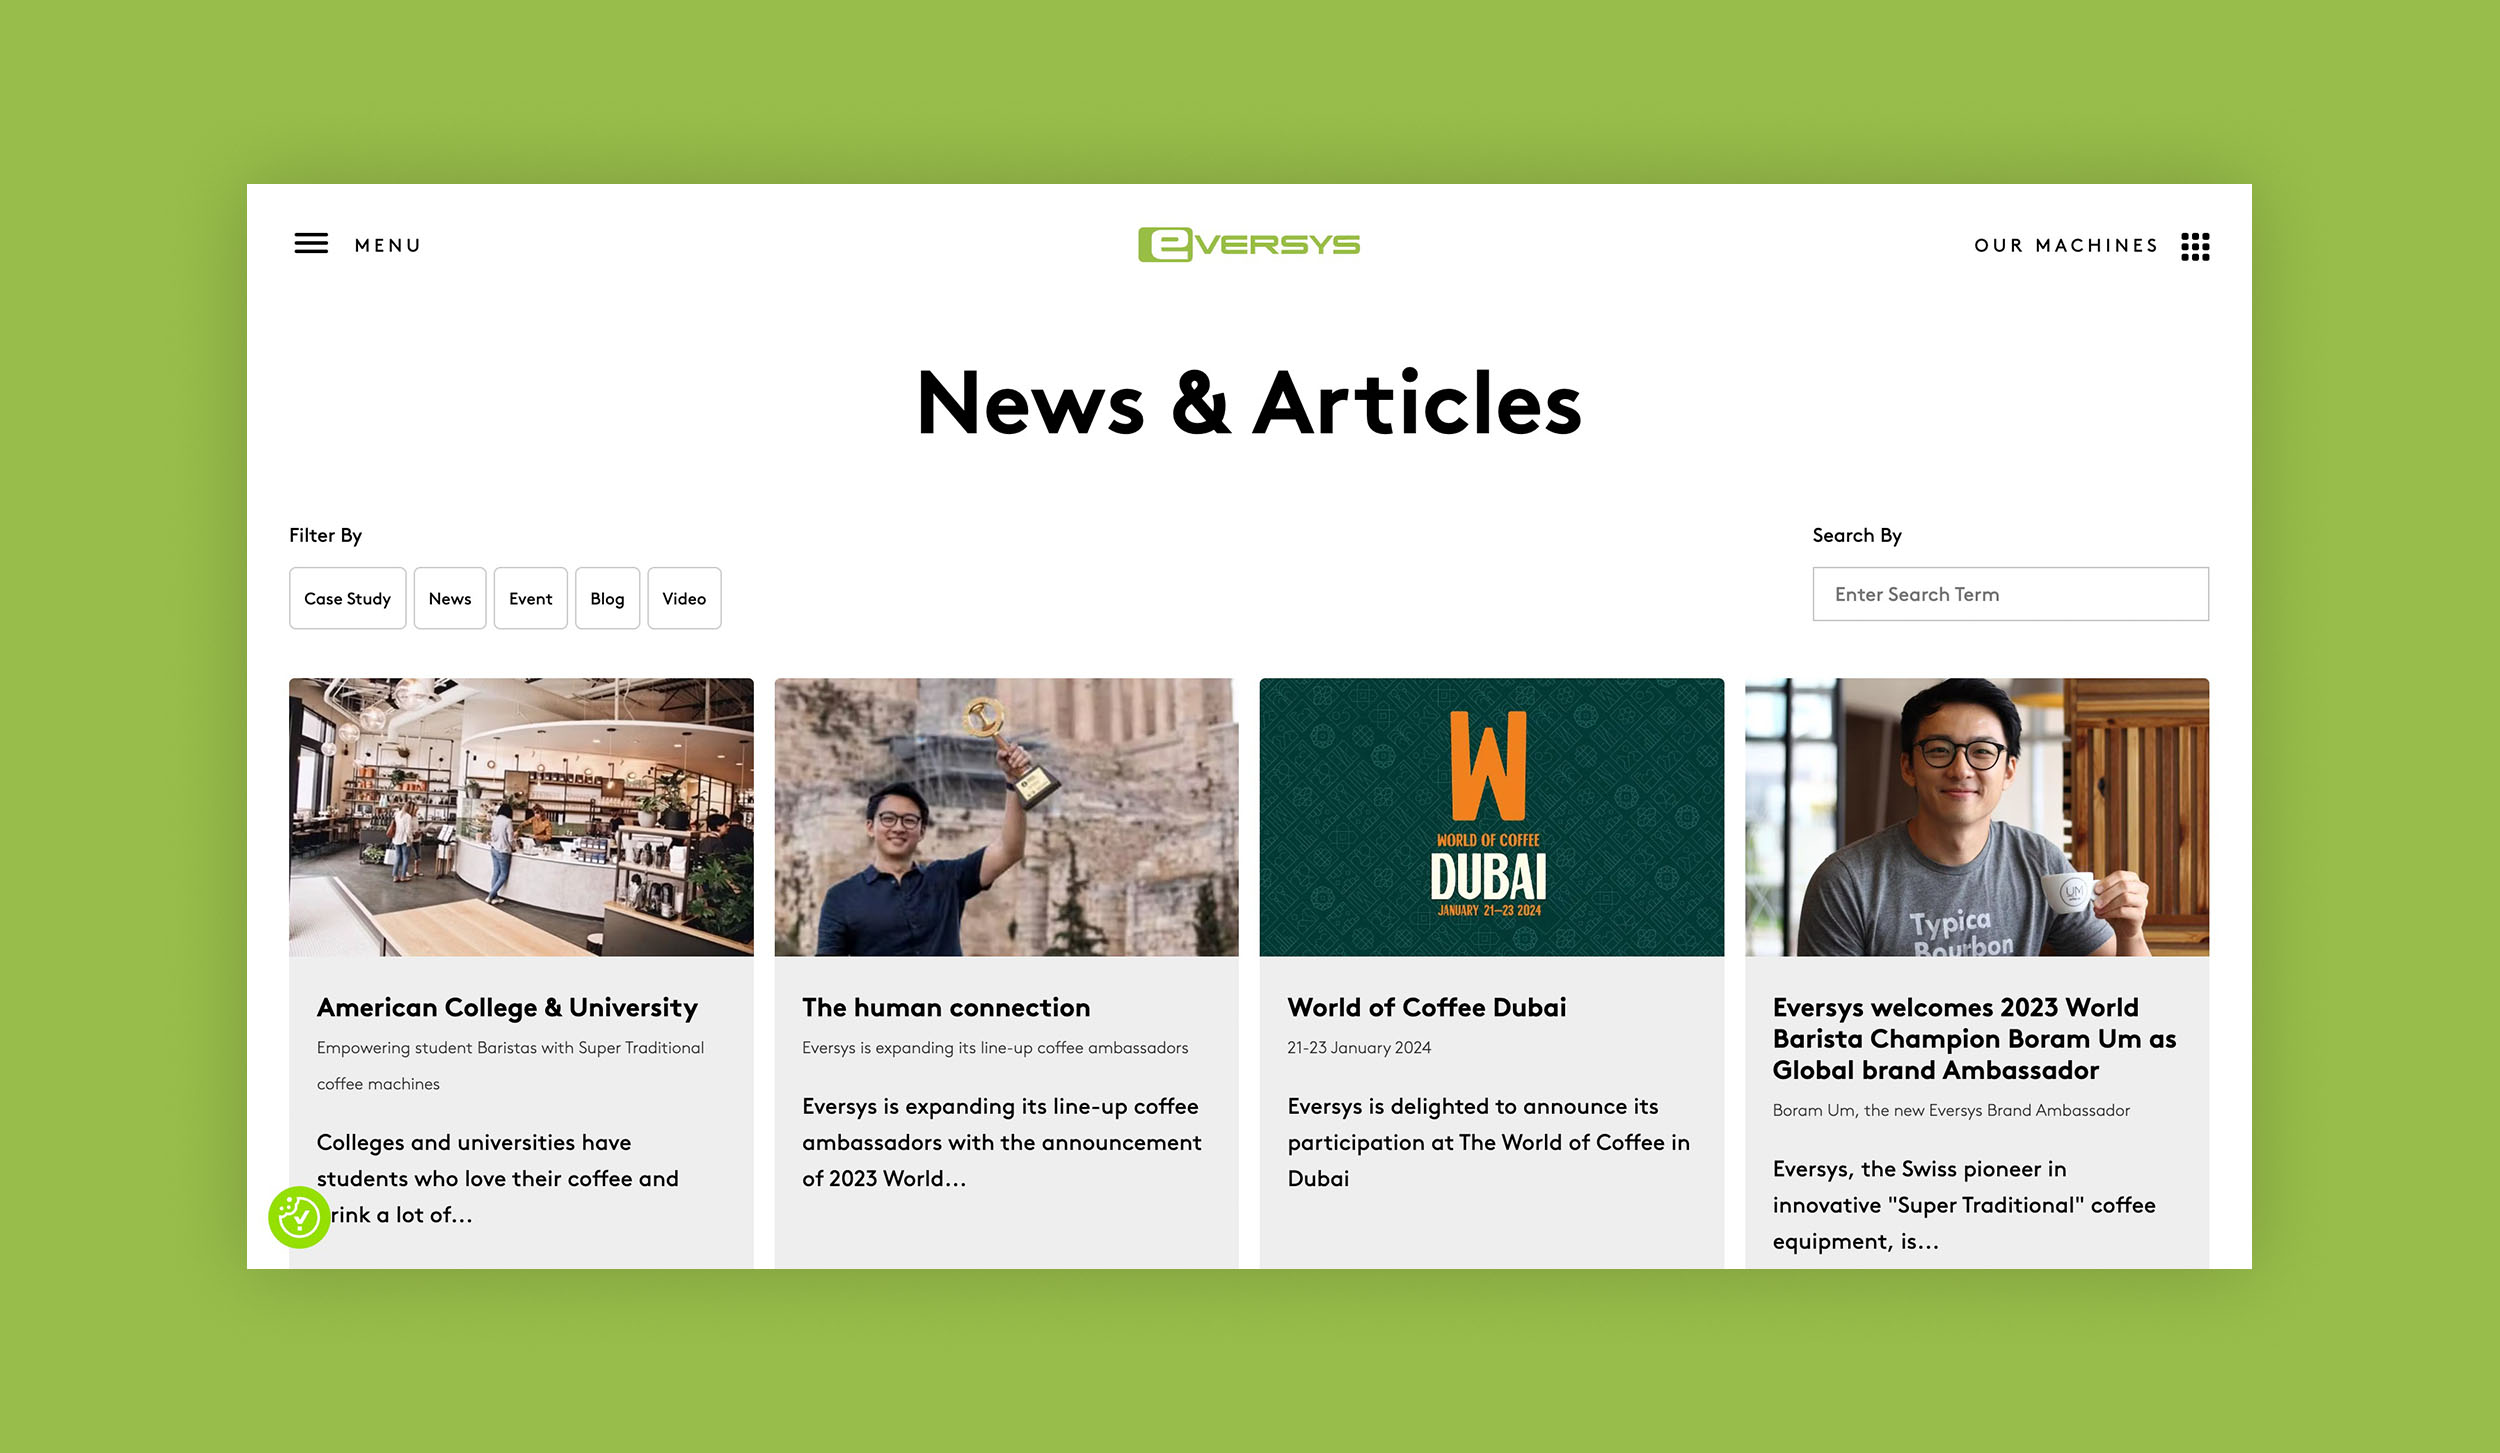 MENU
eversys
OUR MACHINES
News & Articles
Filter By
Search By
Case Study
News
Event
Blog
Video
Enter Search Term
W
WORLD OF COFFEE
DUBAI
JANUARY 21–23 2024
UM
Typica
Bourbon
American College & University
Empowering student Baristas with Super Traditional
coffee machines
Colleges and universities have
students who love their coffee and
rink a lot of...
The human connection
Eversys is expanding its line-up coffee ambassadors
Eversys is expanding its line-up coffee
ambassadors with the announcement
of 2023 World...
World of Coffee Dubai
21-23 January 2024
Eversys is delighted to announce its
participation at The World of Coffee in
Dubai
Eversys welcomes 2023 World
Barista Champion Boram Um as
Global brand Ambassador
Boram Um, the new Eversys Brand Ambassador
Eversys, the Swiss pioneer in
innovative "Super Traditional" coffee
equipment, is...